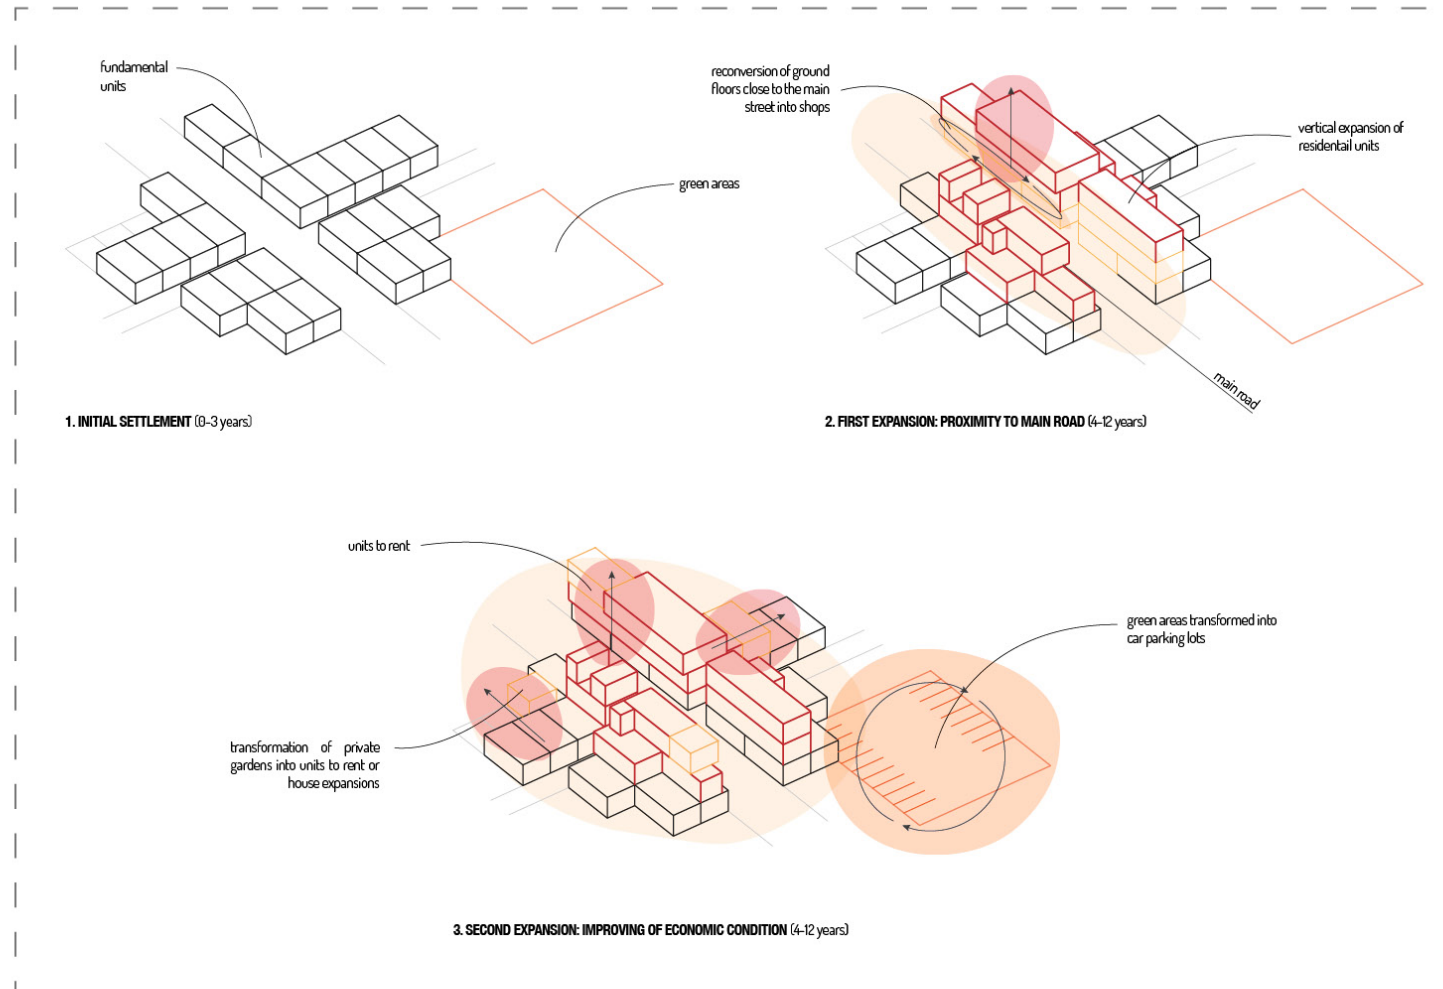 fundamental
units
green areas
1. INITIAL SETTLEMENT (0-3 years)
reconversion of ground
floors close to the main
street into shops
vertical expansion of
residentail units
main road
2. FIRST EXPANSION: PROXIMITY TO MAIN ROAD (4-12 years)
units to rent
transformation of private
gardens into units to rent or
house expansions
green areas transformed into
car parking lots
3. SECOND EXPANSION: IMPROVING OF ECONOMIC CONDITION (4-12 years)